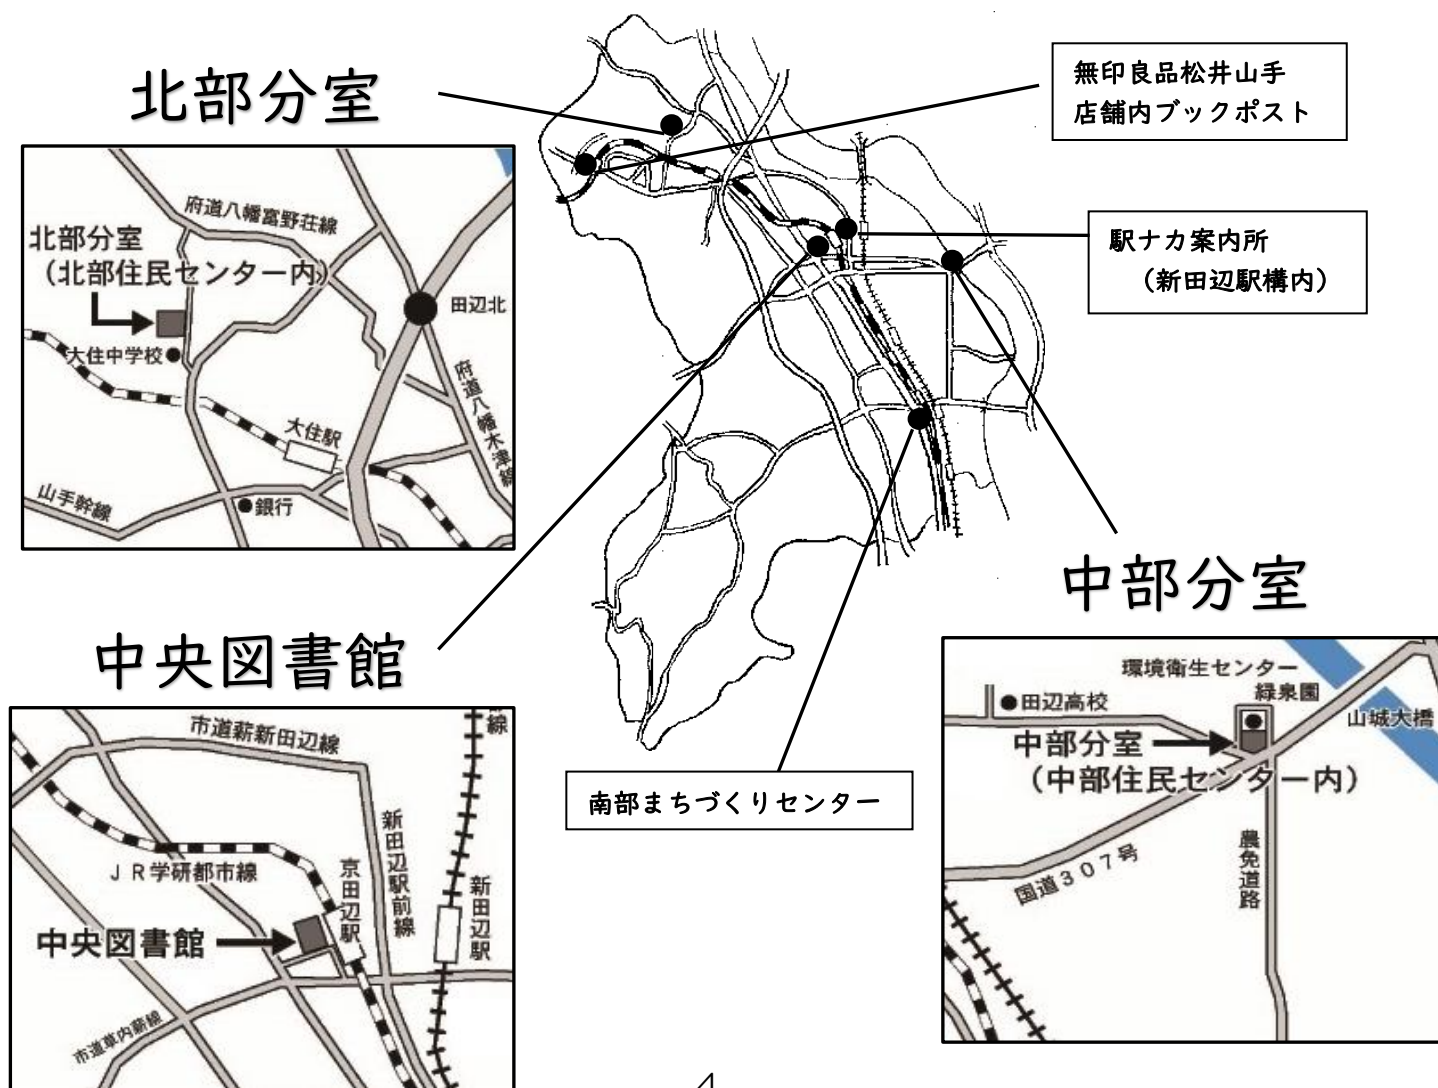 北部分室
無印良品松井山手
店舗内ブックポスト
府道八幡富野荘線
北部分室
（北部住民センター内）
田辺北
大住中学校
府道八幡木津線
大住駅
山手幹線
銀行
駅ナカ案内所
（新田辺駅構内）
中央図書館
市道薪新田辺線
線
新田辺駅前線
ＪＲ学研都市線
京田辺駅
新田辺駅
中央図書館
市道草内薪線
南部まちづくりセンター
中部分室
環境衛生センター
緑泉園
田辺高校
山城大橋
中部分室
（中部住民センター内）
国道３０７号
農免道路